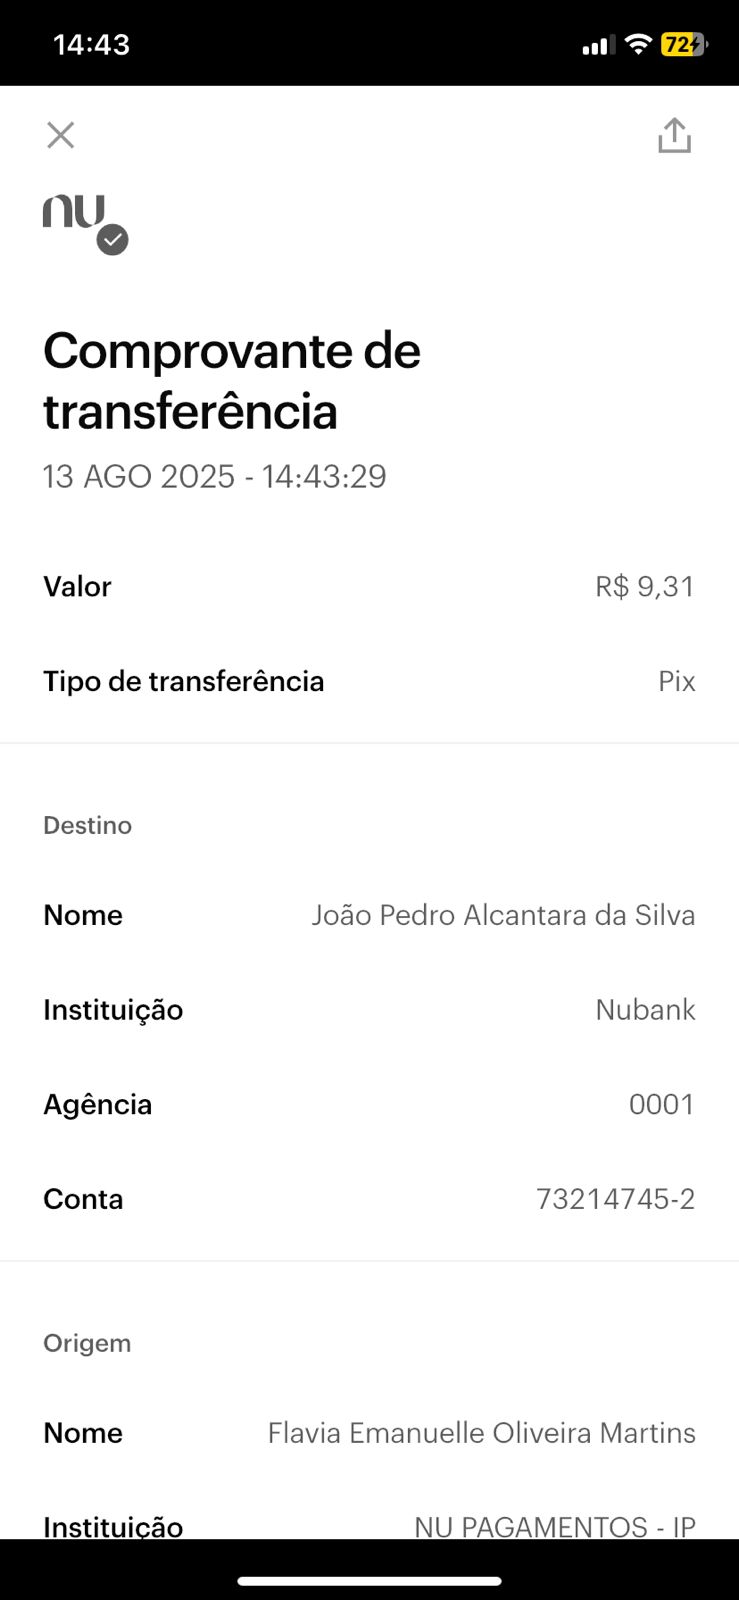 14:43
72
nu
Comprovante de
transferência
13 AGO 2025 - 14:43:29
Valor R$ 9,31
Tipo de transferência Pix
Destino
Nome João Pedro Alcantara da Silva
Instituição Nubank
Agência 0001
Conta 73214745-2
Origem
Nome Flavia Emanuelle Oliveira Martins
Instituição NU PAGAMENTOS - IP